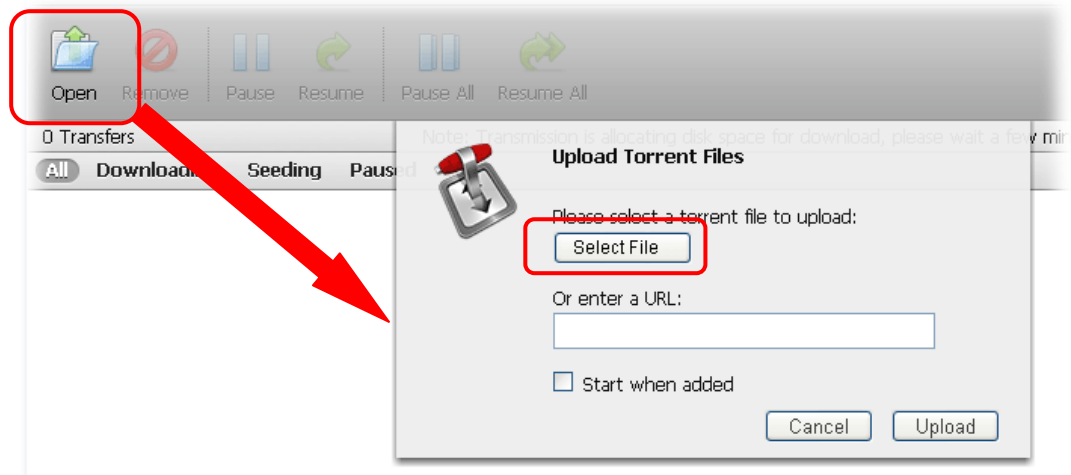 Open Remove Pause Resume Pause All Resume All
0 Transfers
Note: Transmission is allocating disk space for download, please wait a few
All Seeding
Upload Torrent Files
Please select a torrent file to upload:
Select File
Or enter a URL:
Start when added
Cancel Upload